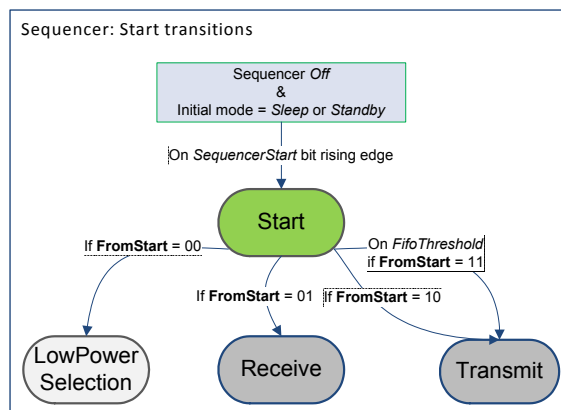 Sequencer: Start transitions
Sequencer Off
&
Initial mode = Sleep or Standby
On SequencerStart bit rising edge
Start
If FromStart = 00
On FifoThreshold
if FromStart = 11
If FromStart = 01
If FromStart = 10
LowPower
Selection
Receive
Transmit